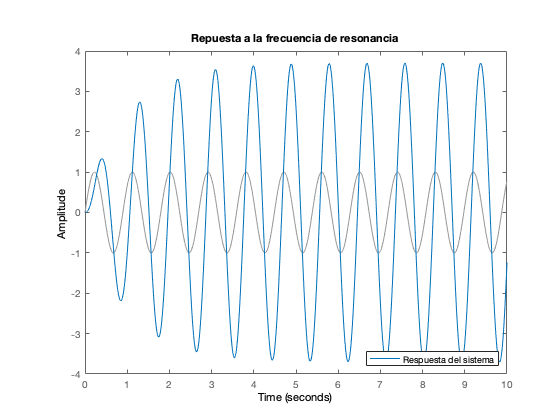 Repuesta a la frecuencia de resonancia
4
3
2
1
0
-1
-2
-3
-4
Amplitude
Respuesta del sistema
0 1 2 3 4 5 6 7 8 9 10
Time (seconds)